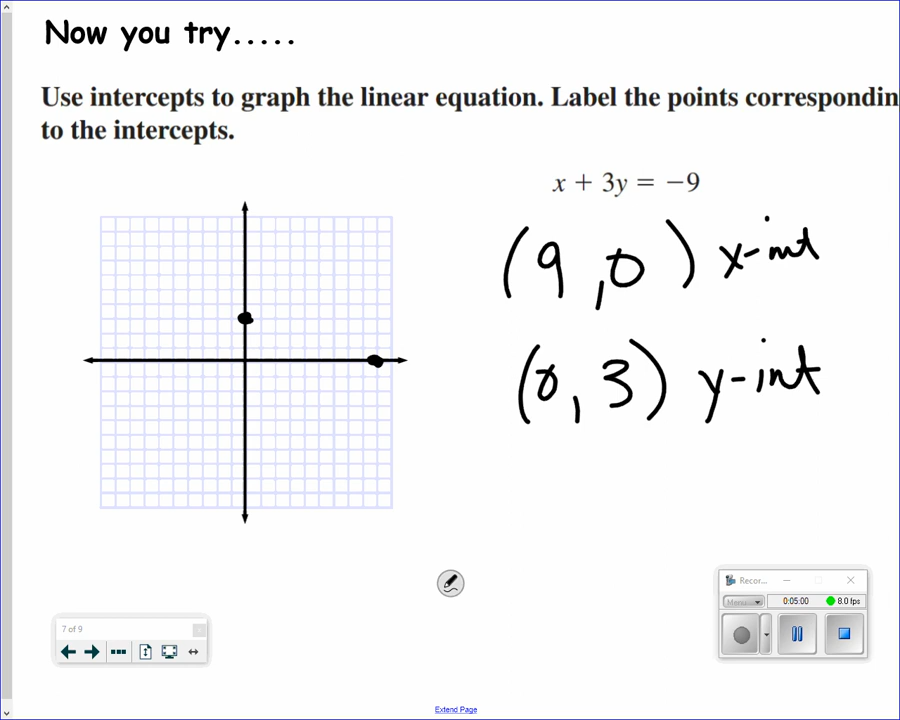 Now you try.....
Use intercepts to graph the linear equation. Label the points correspondin
to the intercepts.
x + 3y = −9
(9,0) x-int
(0,3) y-int
Recor...
Menus
0:05:00
8.0 fps
7 of 9
Extend Page